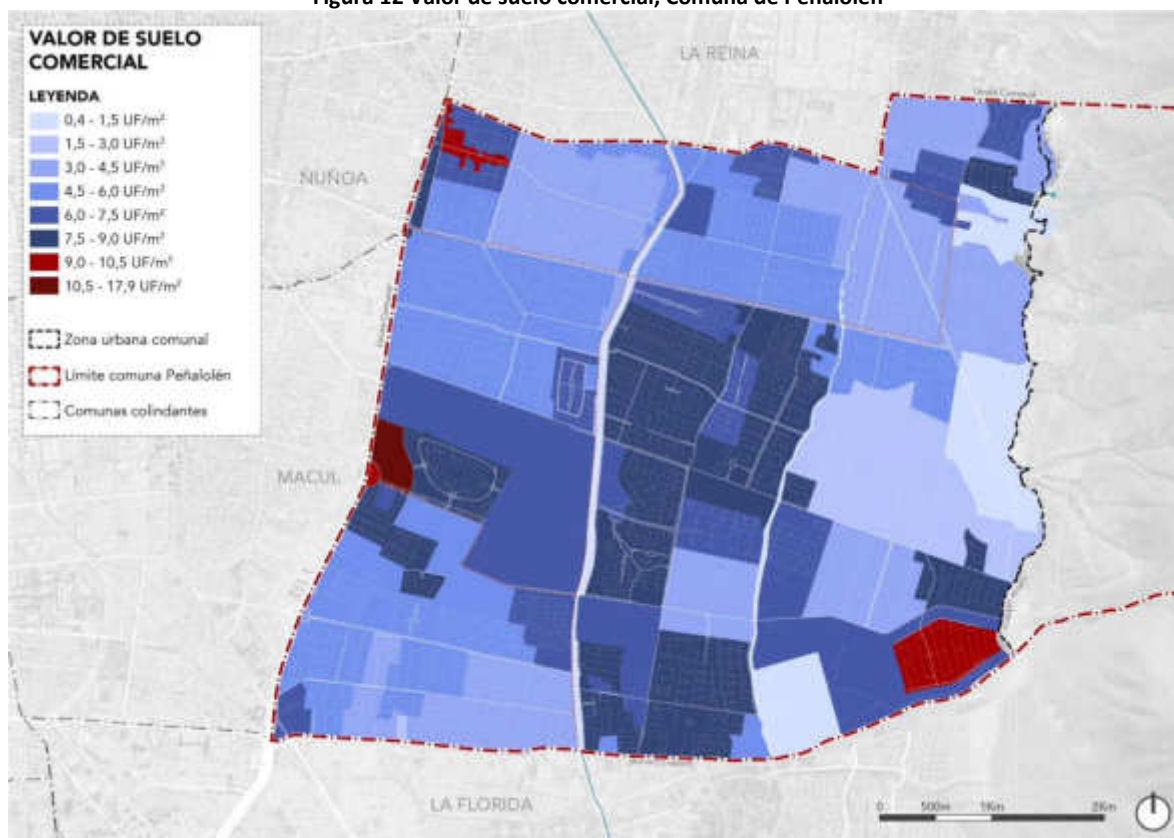 Figura 12 Valor de suelo comercial, Comuna de Peñalolén
VALOR DE SUELO
COMERCIAL
LEYENDA
0,4 - 1,5 UF/m²
1,5 - 3,0 UF/m²
3,0 - 4,5 UF/m²
4,5 - 6,0 UF/m²
6,0 - 7,5 UF/m²
7,5 - 9,0 UF/m²
9,0 - 10,5 UF/m²
10,5 - 17,9 UF/m²
Zona urbana comunal
Limite comuna Peñalolén
Comunas colindantes
LA REINA
ÑUÑOA
MACUL
LA FLORIDA
0 500m 1Km 2Km